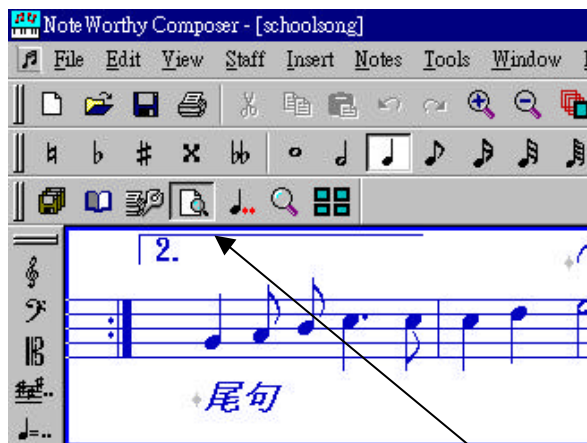 NoteWorthy Composer - [schoolsong]
File Edit View Staff Insert Notes Tools Window
2.
尾句